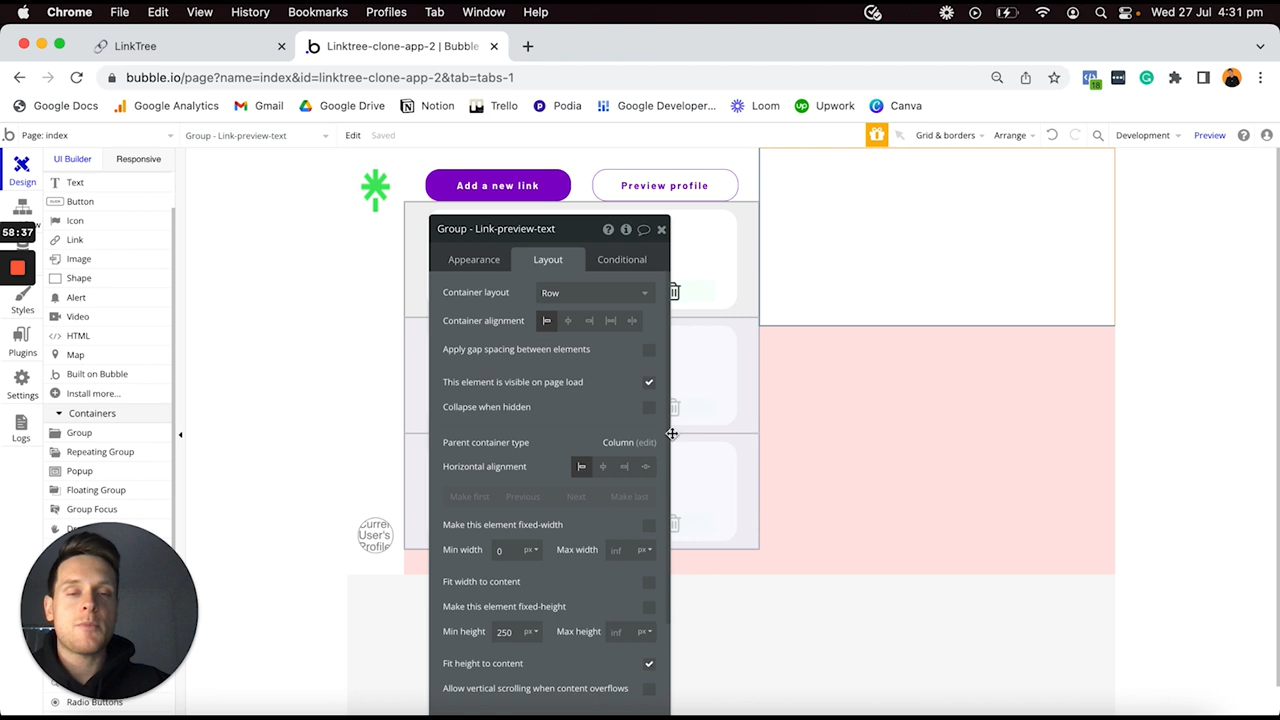 Chrome File Edit View History Bookmarks Profiles Tab Window Help Wed 27 Jul 4:31 pm
LinkTree Linktree-clone-app-2 | Bubble
bubble.io/page?name=index&id=linktree-clone-app-2&tab=tabs-1
18
Google Docs Google Analytics Gmail Google Drive Notion Trello Podia Google Developer... Loom Upwork Canva
Page: index Group - Link-preview-text Edit Saved Grid & borders Arrange Development Preview
UI Builder Responsive
Design
Text
Button
Icon
Link
Image
Shape
Alert
Video
HTML
Map
Built on Bubble
Install more...
Containers
Group
Repeating Group
Popup
Floating Group
Group Focus
Radio Buttons
58:37
Styles
Plugins
Settings
Logs
Add a new link Preview profile
Current
User's
Profile
Group - Link-preview-text
Appearance Layout Conditional
Container layout Row
Container alignment
Apply gap spacing between elements
This element is visible on page load
Collapse when hidden
Parent container type Column (edit)
Horizontal alignment
Make first Previous Next Make last
Make this element fixed-width
Min width 0 px Max width inf px
Fit width to content
Make this element fixed-height
Min height 250 px Max height inf px
Fit height to content
Allow vertical scrolling when content overflows